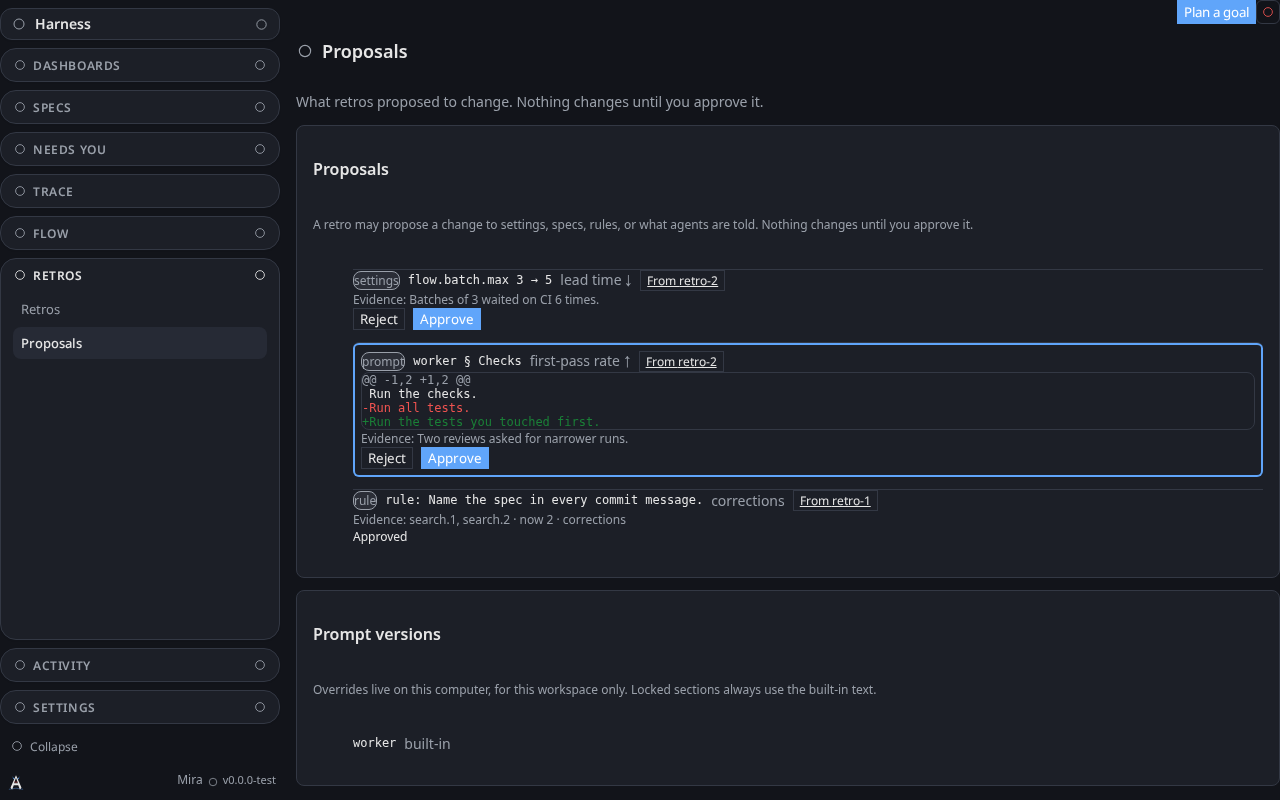 Plan a goal
Harness
DASHBOARDS
SPECS
NEEDS YOU
TRACE
FLOW
RETROS
Retros
Proposals
ACTIVITY
SETTINGS
Collapse
A
Mira v0.0.0-test
Proposals
What retros proposed to change. Nothing changes until you approve it.
Proposals
A retro may propose a change to settings, specs, rules, or what agents are told. Nothing changes until you approve it.
settings flow.batch.max 3 → 5 lead time ↓ From retro-2
Evidence: Batches of 3 waited on CI 6 times.
Reject Approve
prompt worker § Checks first-pass rate ↑ From retro-2
@@ -1,2 +1,2 @@
Run the checks.
-Run all tests.
+Run the tests you touched first.
Evidence: Two reviews asked for narrower runs.
Reject Approve
rule rule: Name the spec in every commit message. corrections From retro-1
Evidence: search.1, search.2 · now 2 · corrections
Approved
Prompt versions
Overrides live on this computer, for this workspace only. Locked sections always use the built-in text.
worker built-in